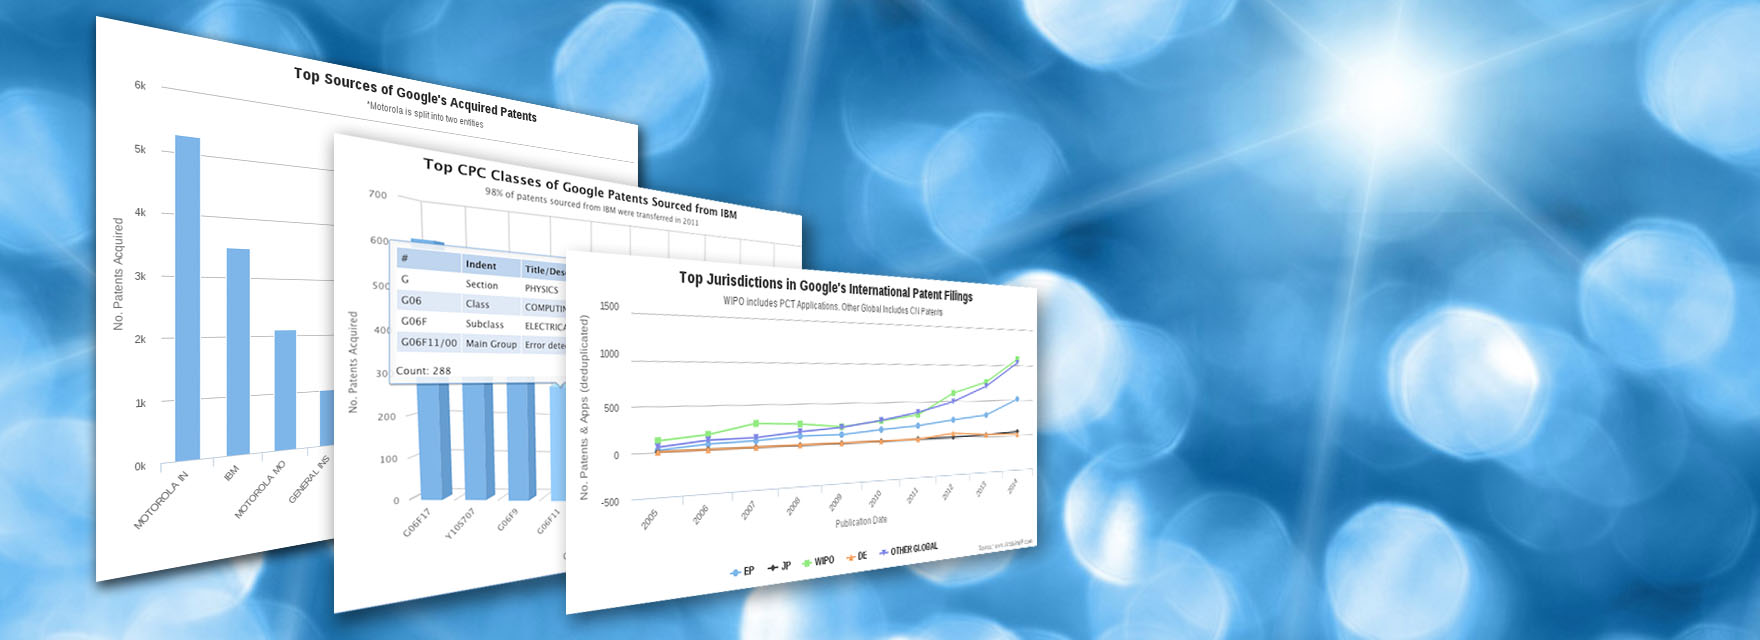 Top Sources of Google's Acquired Patents
*Motorola is split into two entities
No. Patents Acquired
6k
5k
4k
3k
2k
1k
0k
MOTOROLA IN
IBM
MOTOROLA MO
GENERAL INS
Top CPC Classes of Google Patents Sourced from IBM
98% of patents sourced from IBM were transferred in 2011
No. Patents Acquired
700
600
500
400
30
200
100
0
# Indent Title/Des
G Section PHYSICS
G06 Class COMPUTIN
G06F Subclass ELECTRICA
G06F11/00 Main Group Error dete
Count: 288
G06F17
Y10S707
G06F9
G06F11
Top Jurisdictions in Google's International Patent Filings
WIPO includes PCT Applications, Other Global Includes CN Patents
No. Patents & Apps (deduplicated)
1500
1000
500
0
-500
2005
2006
2007
2008
2009
2010
2011
2012
2013
2014
Publication Date
EP JP WIPO DE OTHER GLOBAL